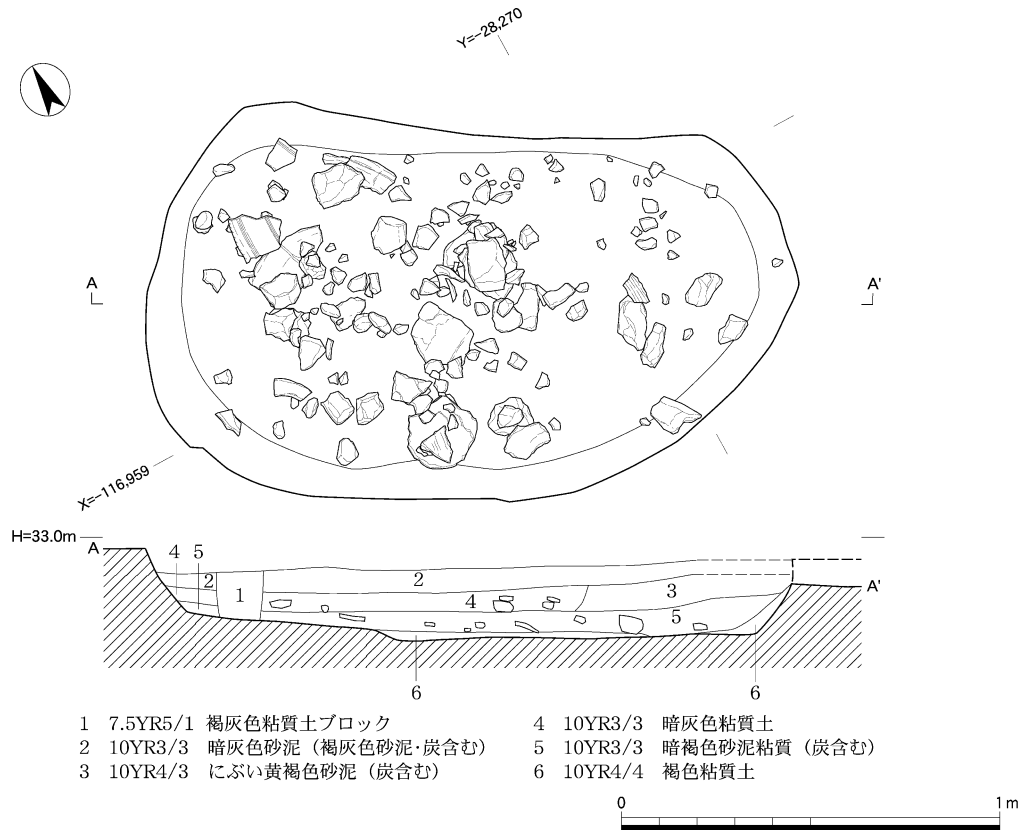 Y=-28,270
A
A'
X=-116,959
H=33.0m
A
4 5
2
1
2
4
3
5
A'
6
6
1 7.5YR5/1 褐灰色粘質土ブロック
2 10YR3/3 暗灰色砂泥（褐灰色砂泥・炭含む）
3 10YR4/3 にぶい黄褐色砂泥（炭含む）
4 10YR3/3 暗灰色粘質土
5 10YR3/3 暗褐色砂泥粘質（炭含む）
6 10YR4/4 褐色粘質土
0 1m